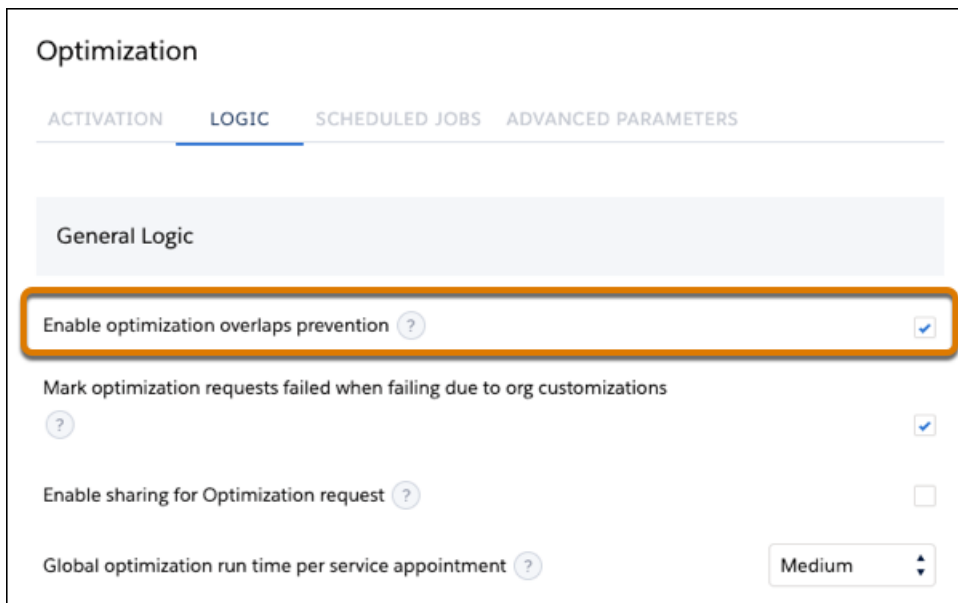 Optimization
ACTIVATION LOGIC SCHEDULED JOBS ADVANCED PARAMETERS
General Logic
Enable optimization overlaps prevention ?
Mark optimization requests failed when failing due to org customizations
?
Enable sharing for Optimization request ?
Global optimization run time per service appointment ? Medium